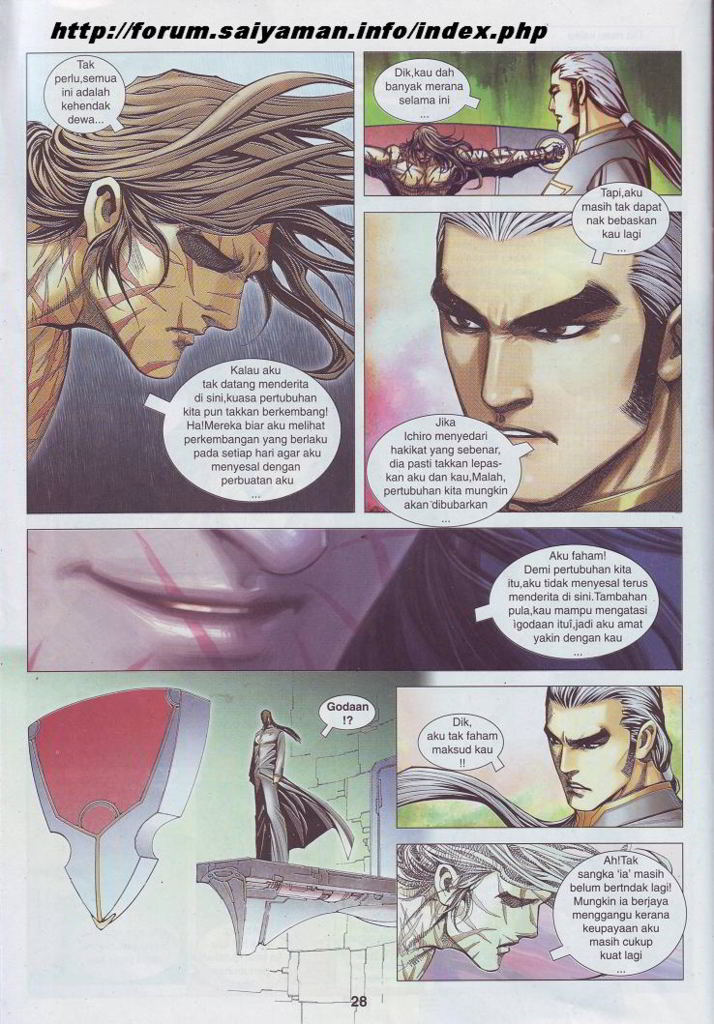 http://forum.saiyaman.info/index.php
Tak
perlu,semua
ini adalah
kehendak
dewa...
Kalau aku
tak datang menderita
di sini,kuasa pertubuhan
kita pun takkan berkembang!
Ha!Mereka biar aku melihat
perkembangan yang berlaku
pada setiap hari agar aku
menyesal dengan
perbuatan aku
...
Dik,kau dah
banyak merana
selama ini
...
Tapi,aku
masih tak dapat
nak bebaskan
kau lagi
...
Jika
Ichiro menyedari
hakikat yang sebenar,
dia pasti takkan lepas-
kan aku dan kau,Malah,
pertubuhan kita mungkin
akan dibubarkan
...
Aku faham!
Demi pertubuhan kita
itu,aku tidak menyesal terus
menderita di sini.Tambahan
pula,kau mampu mengatasi
ìgodaan ituî,jadi aku amat
yakin dengan kau
...
Godaan
!?
Dik,
aku tak faham
maksud kau
!!
Ah!Tak
sangka 'ia' masih
belum bertndak lagi!
Mungkin ia berjaya
menggangu kerana
keupayaan aku
masih cukup
kuat lagi
...
28